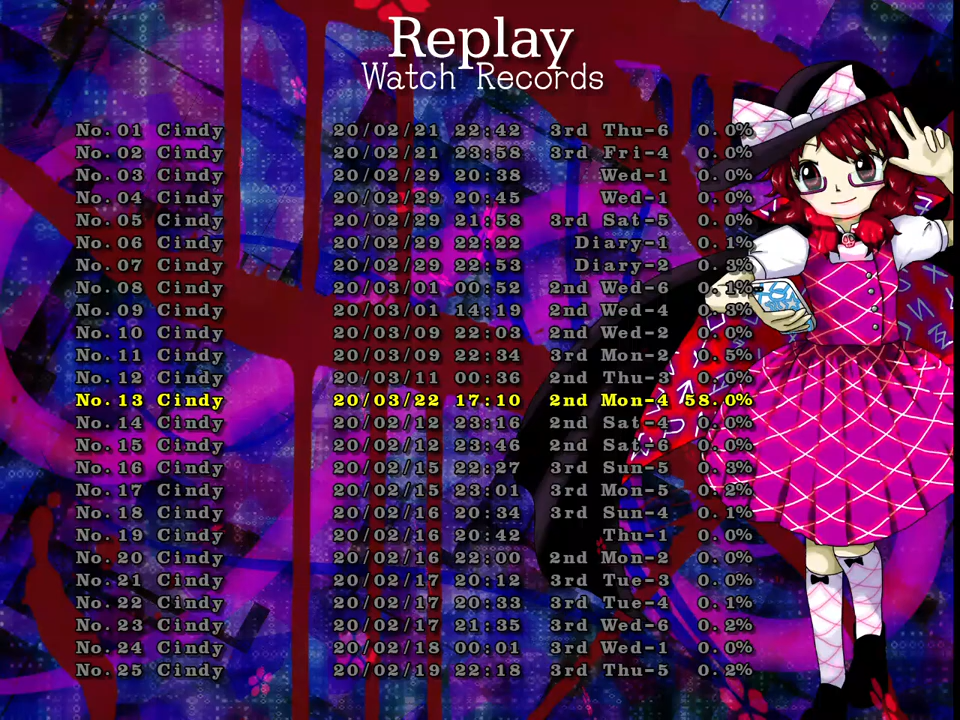 Replay
Watch Records
No. 01 Cindy 20/02/21 22:42 3rd Thu-6 0.0%
No. 02 Cindy 20/02/21 23:58 3rd Fri-4 0.0%
No. 03 Cindy 20/02/29 20:38 Wed-1 0.0%
No. 04 Cindy 20/02/29 20:45 Wed-1 0.0%
No. 05 Cindy 20/02/29 21:58 3rd Sat-5 0.0%
No. 06 Cindy 20/02/29 22:22 Diary-1 0.1%
No. 07 Cindy 20/02/29 22:53 Diary-2 0.3%
No. 08 Cindy 20/03/01 00:52 2nd Wed-6 0.1%
No. 09 Cindy 20/03/01 14:19 2nd Wed-4 0.3%
No. 10 Cindy 20/03/09 22:03 2nd Wed-2 0.0%
No. 11 Cindy 20/03/09 22:34 3rd Mon-2 0.5%
No. 12 Cindy 20/03/11 00:36 2nd Thu-3 0.0%
No. 13 Cindy 20/03/22 17:10 2nd Mon-4 58.0%
No. 14 Cindy 20/02/12 23:16 2nd Sat-4 0.0%
No. 15 Cindy 20/02/12 23:46 2nd Sat-6 0.0%
No. 16 Cindy 20/02/15 22:27 3rd Sun-5 0.3%
No. 17 Cindy 20/02/15 23:01 3rd Mon-5 0.2%
No. 18 Cindy 20/02/16 20:34 3rd Sun-4 0.1%
No. 19 Cindy 20/02/16 20:42 Thu-1 0.0%
No. 20 Cindy 20/02/16 22:00 2nd Mon-2 0.0%
No. 21 Cindy 20/02/17 20:12 3rd Tue-3 0.0%
No. 22 Cindy 20/02/17 20:33 3rd Tue-4 0.1%
No. 23 Cindy 20/02/17 21:35 3rd Wed-6 0.2%
No. 24 Cindy 20/02/18 00:01 3rd Wed-1 0.0%
No. 25 Cindy 20/02/19 22:18 3rd Thu-5 0.2%